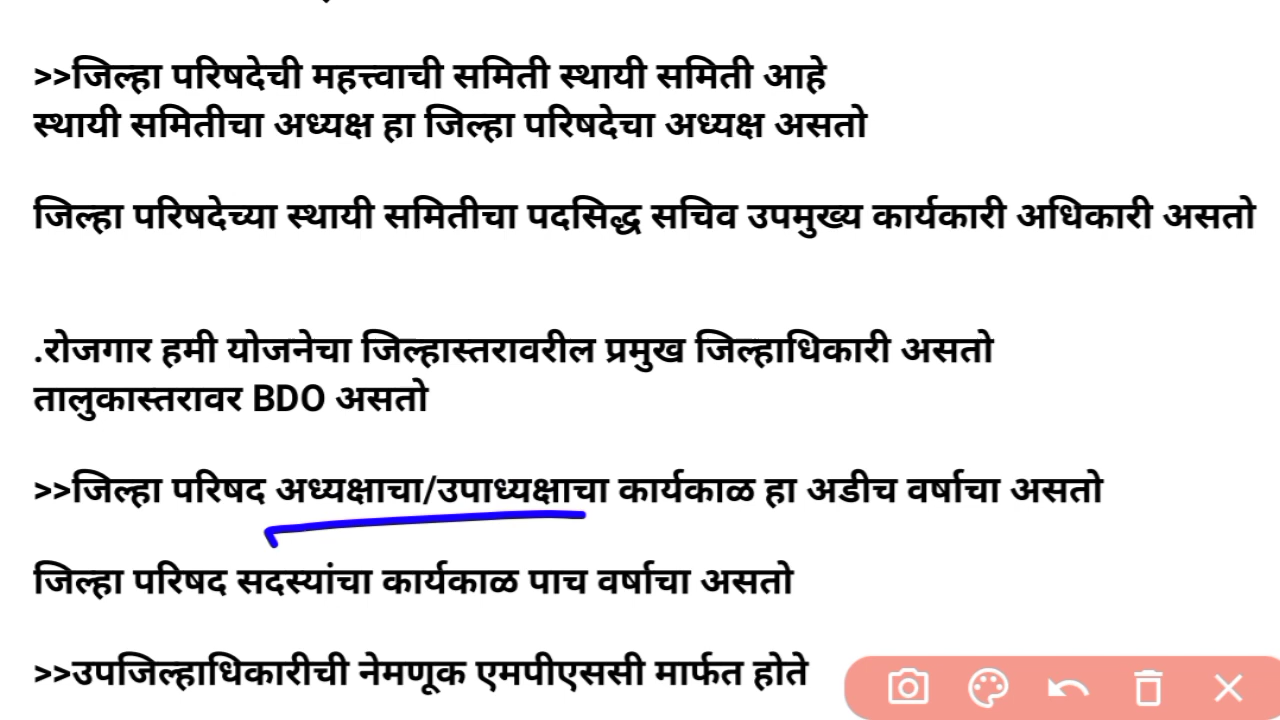 >>जिल्हा परिषदेची महत्त्वाची समिती स्थायी समिती आहे
स्थायी समितीचा अध्यक्ष हा जिल्हा परिषदेचा अध्यक्ष असतो
जिल्हा परिषदेच्या स्थायी समितीचा पदसिद्ध सचिव उपमुख्य कार्यकारी अधिकारी असतो
.रोजगार हमी योजनेचा जिल्हास्तरावरील प्रमुख जिल्हाधिकारी असतो
तालुकास्तरावर BDO असतो
>>जिल्हा परिषद अध्यक्षाचा/उपाध्यक्षाचा कार्यकाळ हा अडीच वर्षाचा असतो
जिल्हा परिषद सदस्यांचा कार्यकाळ पाच वर्षाचा असतो
>>उपजिल्हाधिकारीची नेमणूक एमपीएससी मार्फत होते